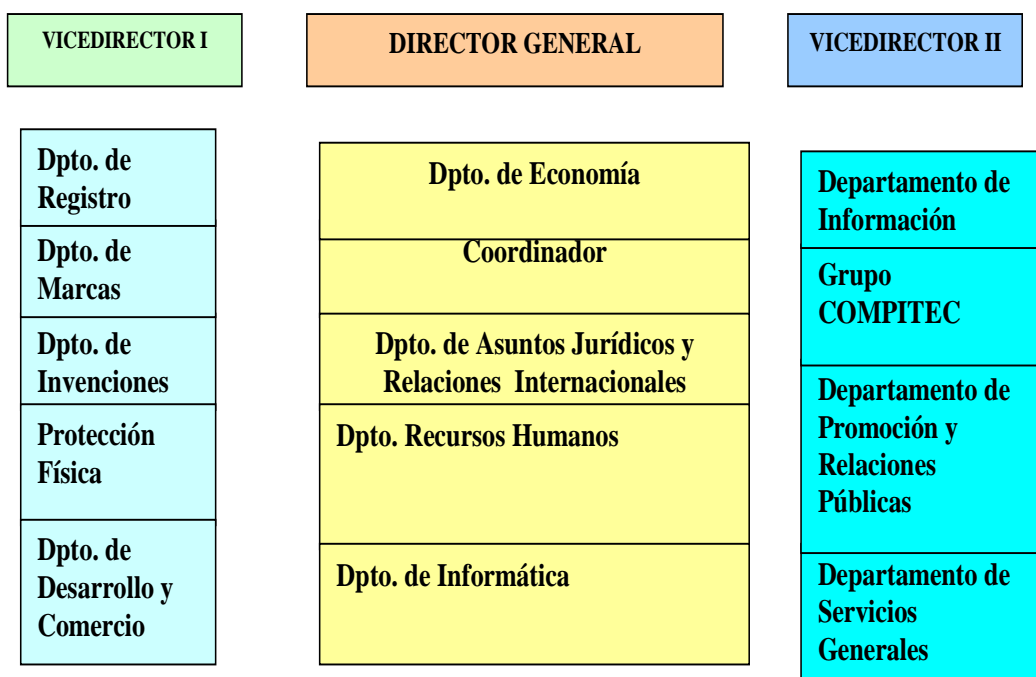 VICEDIRECTOR I
DIRECTOR GENERAL
VICEDIRECTOR II
Dpto. de
Registro
Dpto. de
Marcas
Dpto. de
Invenciones
Protección
Física
Dpto. de
Desarrollo y
Comercio
Dpto. de Economía
Coordinador
Dpto. de Asuntos Jurídicos y
Relaciones Internacionales
Dpto. Recursos Humanos
Dpto. de Informática
Departamento de
Información
Grupo
COMPITEC
Departamento de
Promoción y
Relaciones
Públicas
Departamento de
Servicios
Generales